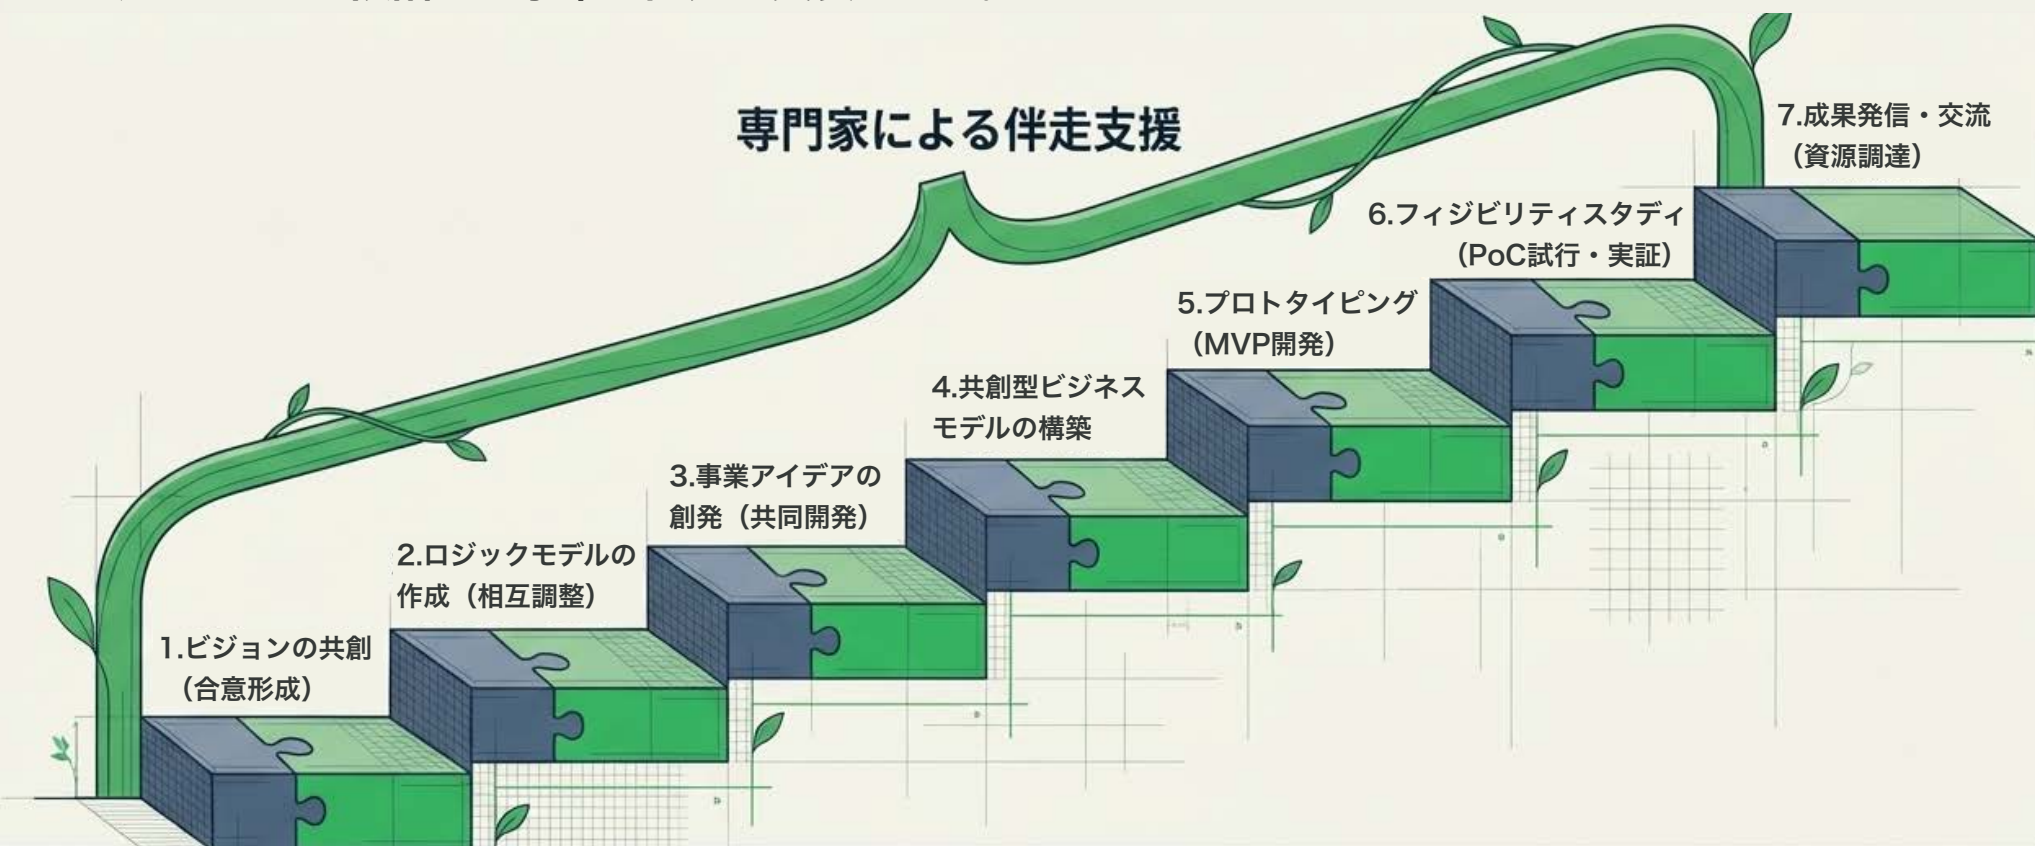 専門家による伴走支援
1.ビジョンの共創
（合意形成）
2.ロジックモデルの
作成（相互調整）
3.事業アイデアの
創発（共同開発）
4.共創型ビジネス
モデルの構築
5.プロトタイピング
（MVP開発）
6.フィジビリティスタディ
（PoC試行・実証）
7.成果発信・交流
（資源調達）